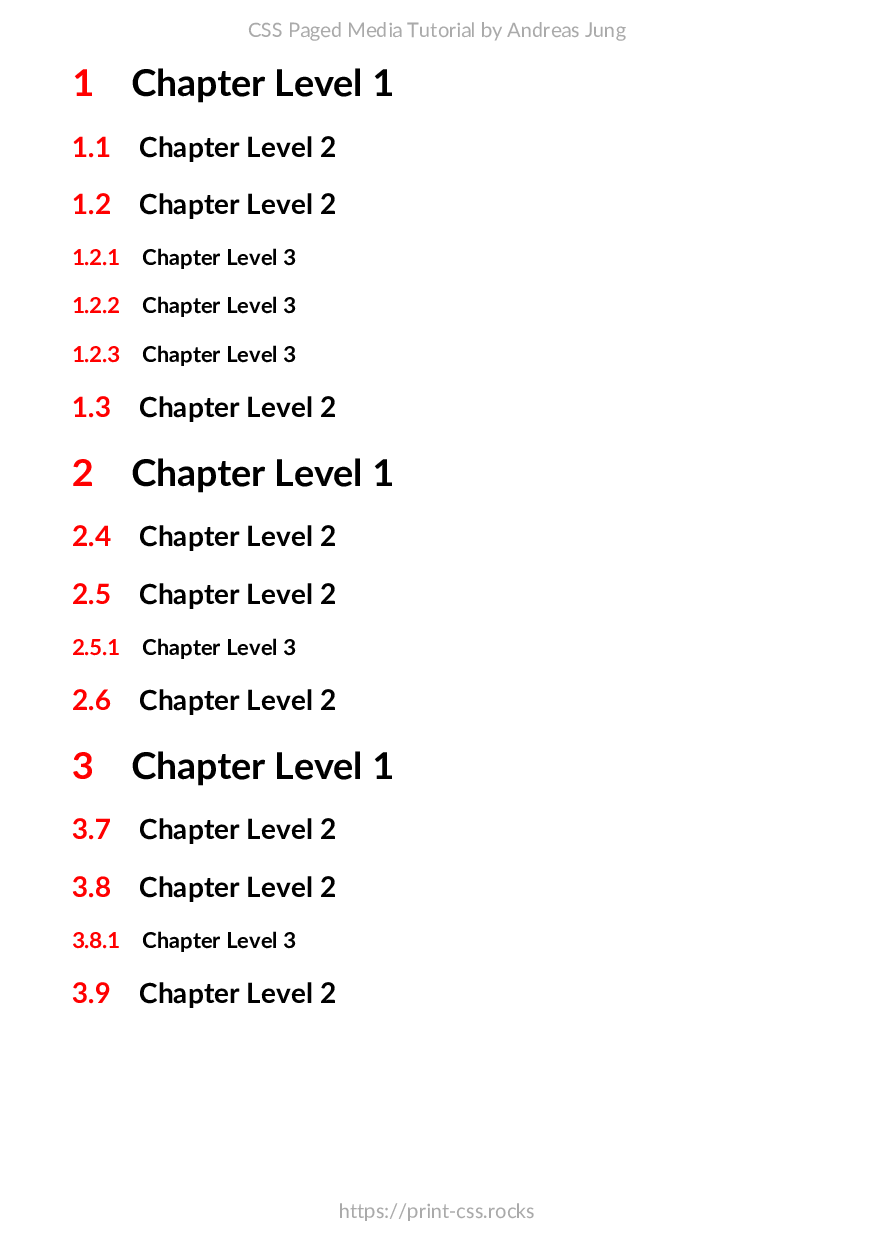 CSS Paged Media Tutorial by Andreas Jung
1 Chapter Level 1
1.1 Chapter Level 2
1.2 Chapter Level 2
1.2.1 Chapter Level 3
1.2.2 Chapter Level 3
1.2.3 Chapter Level 3
1.3 Chapter Level 2
2 Chapter Level 1
2.4 Chapter Level 2
2.5 Chapter Level 2
2.5.1 Chapter Level 3
2.6 Chapter Level 2
3 Chapter Level 1
3.7 Chapter Level 2
3.8 Chapter Level 2
3.8.1 Chapter Level 3
3.9 Chapter Level 2
https://print-css.rocks